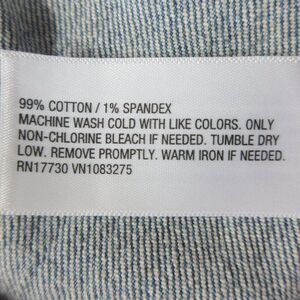 99% COTTON / 1% SPANDEX
MACHINE WASH COLD WITH LIKE COLORS. ONLY
NON-CHLORINE BLEACH IF NEEDED. TUMBLE DRY
LOW. REMOVE PROMPTLY. WARM IRON IF NEEDED.
RN17730 VN1083275